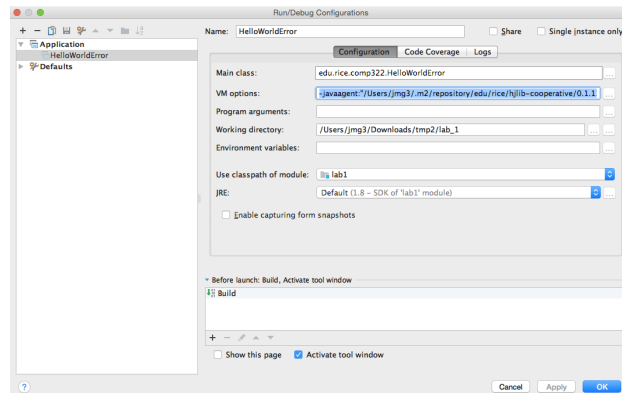 Run/Debug Configurations
Name: HelloWorldError Share Single instance only
Application
HelloWorldError
Defaults
Configuration Code Coverage Logs
Main class: edu.rice.comp322.HelloWorldError ...
VM options: -javaagent:"/Users/jmg3/.m2/repository/edu/rice/hjlib-cooperative/0.1.1 ...
Program arguments: ...
Working directory: /Users/jmg3/Downloads/tmp2/lab_1 ... ...
Environment variables: ...
Use classpath of module: lab1
JRE: Default (1.8 – SDK of 'lab1' module) ...
Enable capturing form snapshots
Before launch: Build, Activate tool window
Build
Show this page Activate tool window
? Cancel Apply OK